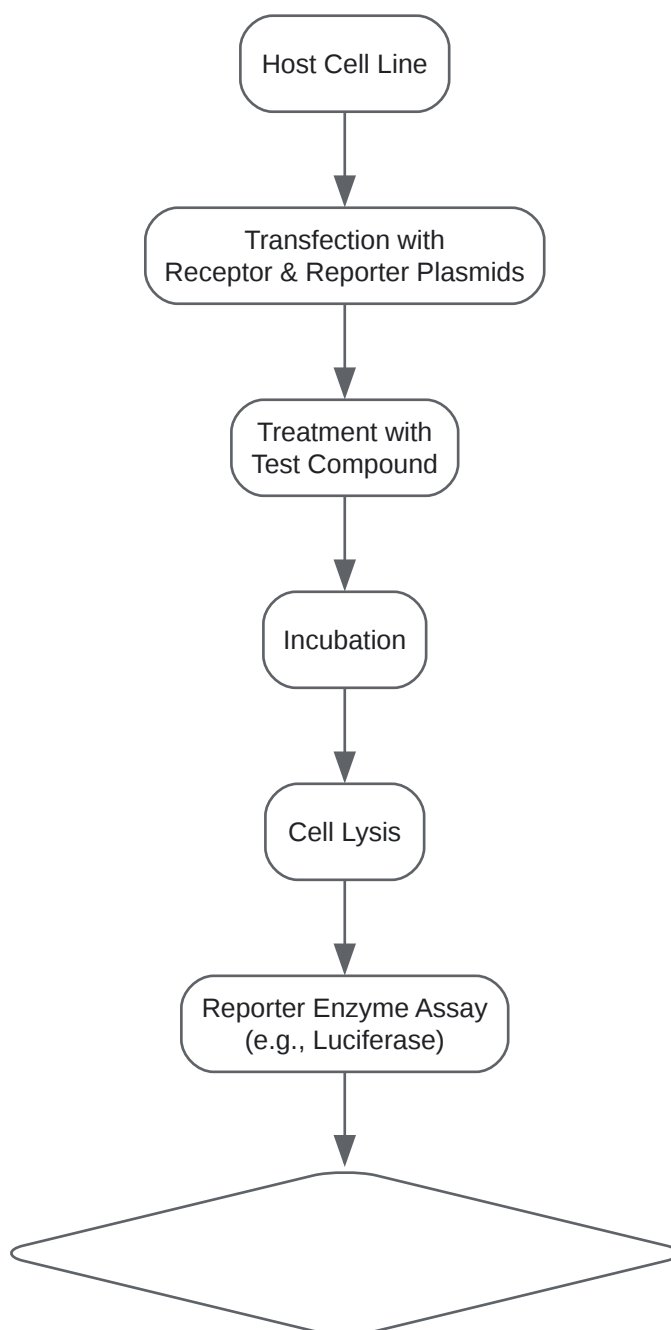 Host Cell Line
Transfection with
Receptor & Reporter Plasmids
Treatment with
Test Compound
Incubation
Cell Lysis
Reporter Enzyme Assay
(e.g., Luciferase)